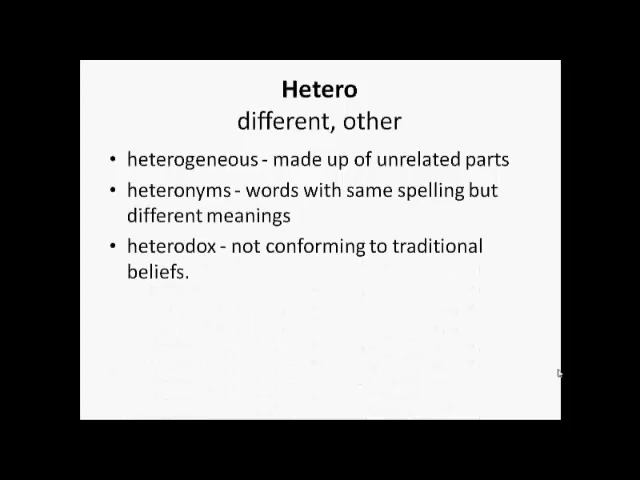 Hetero
different, other
• heterogeneous - made up of unrelated parts
• heteronyms - words with same spelling but
different meanings
• heterodox - not conforming to traditional
beliefs.